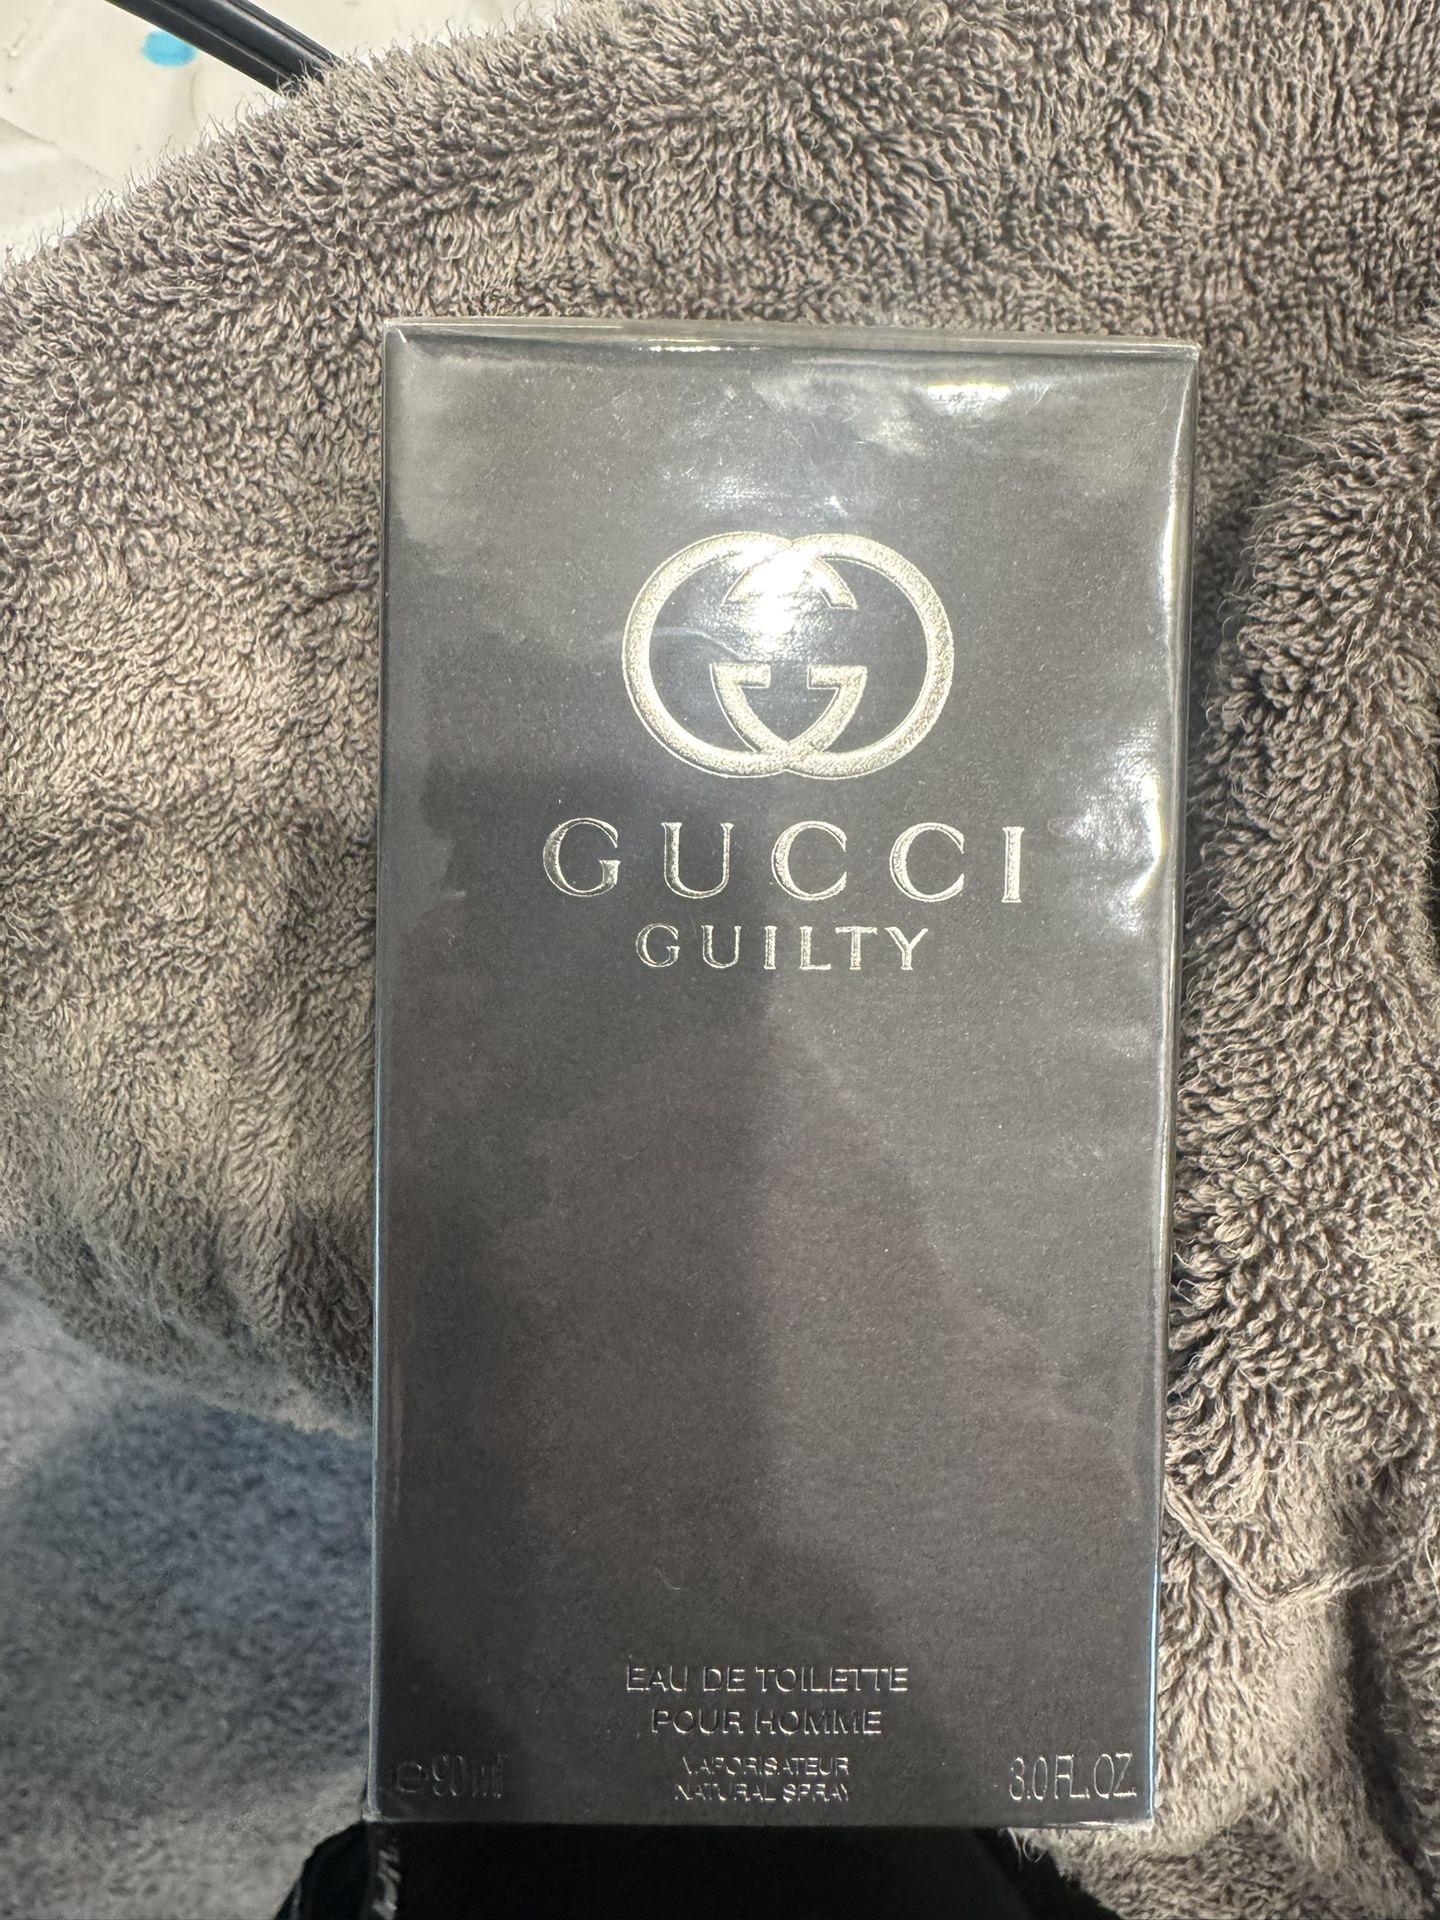 GUCCI
GUILTY
EAU DE TOILETTE
POUR HOMME
VAPORISATEUR
NATURAL SPRAY
℮ 90 ml
3.0 FL.OZ.